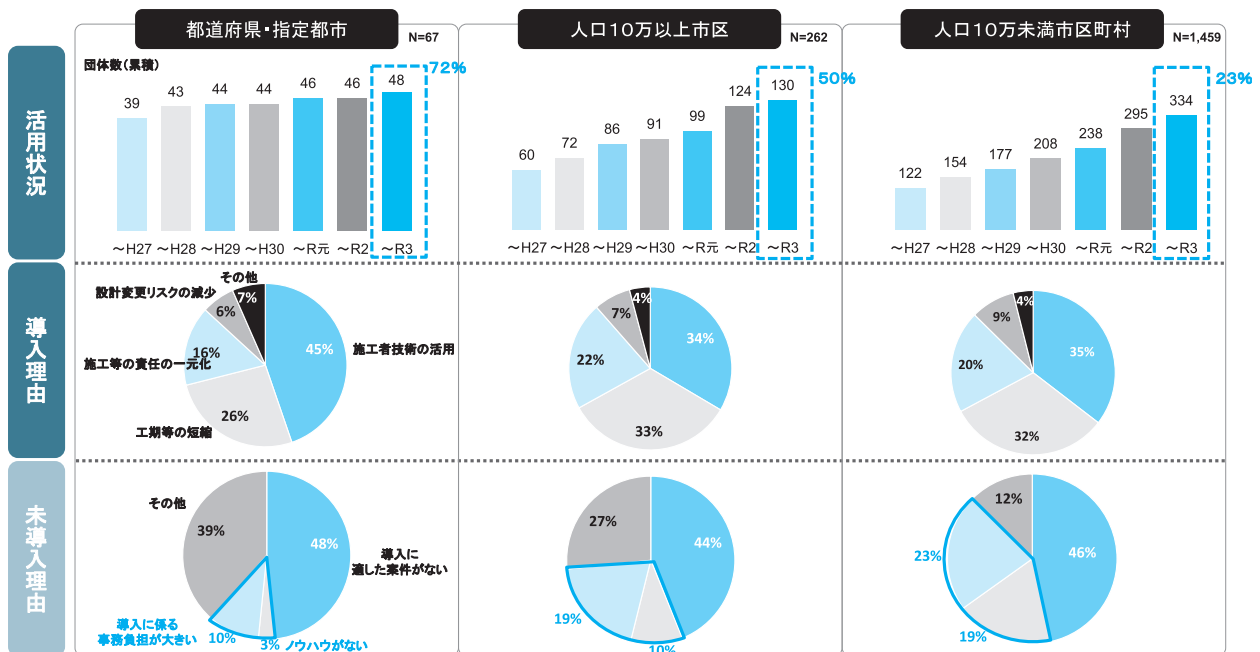 都道府県・指定都市
N=67
人口10万以上市区
N=262
人口10万未満市区町村
N=1,459
活用状況
団体数(累積)
39
43
44
44
46
46
48
72%
～H27
～H28
～H29
～H30
～R元
～R2
～R3
60
72
86
91
99
124
130
50%
～H27
～H28
～H29
～H30
～R元
～R2
～R3
122
154
177
208
238
295
334
23%
～H27
～H28
～H29
～H30
～R元
～R2
～R3
導入理由
その他
7%
設計変更リスクの減少
6%
施工等の責任の一元化
16%
工期等の短縮
26%
45%
施工者技術の活用
4%
7%
22%
33%
34%
4%
9%
20%
32%
35%
未導入理由
その他
39%
48%
導入に
適した案件がない
導入に係る
事務負担が大きい
10%
3%
ノウハウがない
27%
44%
19%
10%
12%
46%
23%
19%